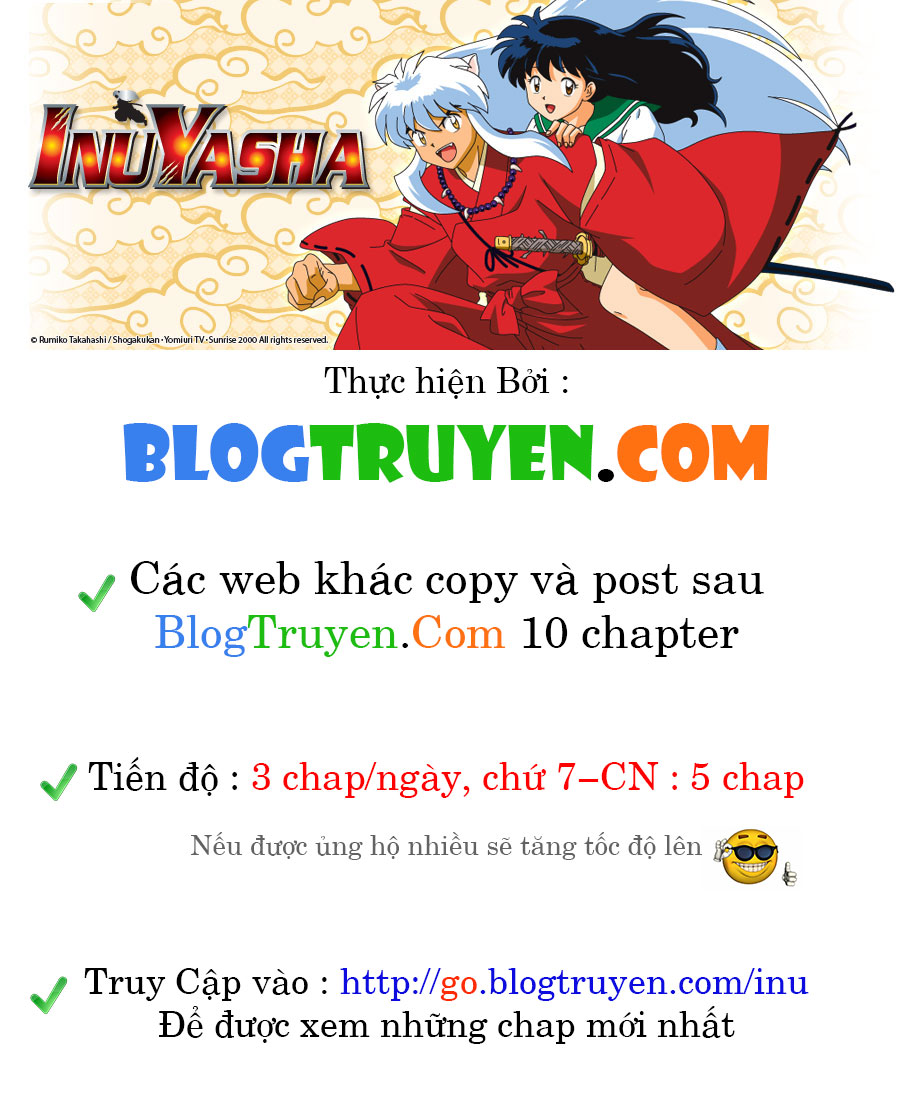 INUYASHA
© Rumiko Takahashi / Shogakukan • Yomiuri TV • Sunrise 2000 All rights reserved.
Thực hiện Bởi :
BLOGTRUYEN.COM
Các web khác copy và post sau
BlogTruyen.Com 10 chapter
Tiến độ : 3 chap/ngày, chứ 7-CN : 5 chap
Nếu được ủng hộ nhiều sẽ tăng tốc độ lên
Truy Cập vào : http://go.blogtruyen.com/inu
Để được xem những chap mới nhất